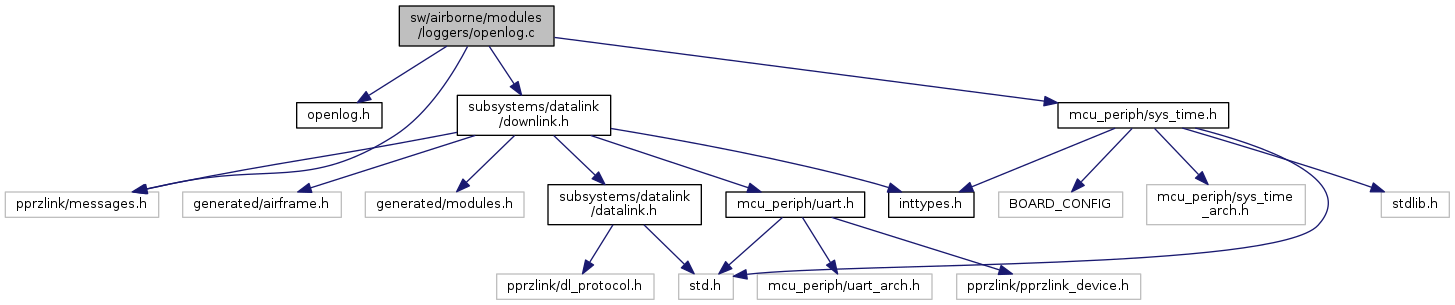 sw/airborne/modules
/loggers/openlog.c
openlog.h
subsystems/datalink
/downlink.h
mcu_periph/sys_time.h
pprzlink/messages.h
generated/airframe.h
generated/modules.h
subsystems/datalink
/datalink.h
mcu_periph/uart.h
inttypes.h
BOARD_CONFIG
mcu_periph/sys_time
_arch.h
stdlib.h
pprzlink/dl_protocol.h
std.h
mcu_periph/uart_arch.h
pprzlink/pprzlink_device.h